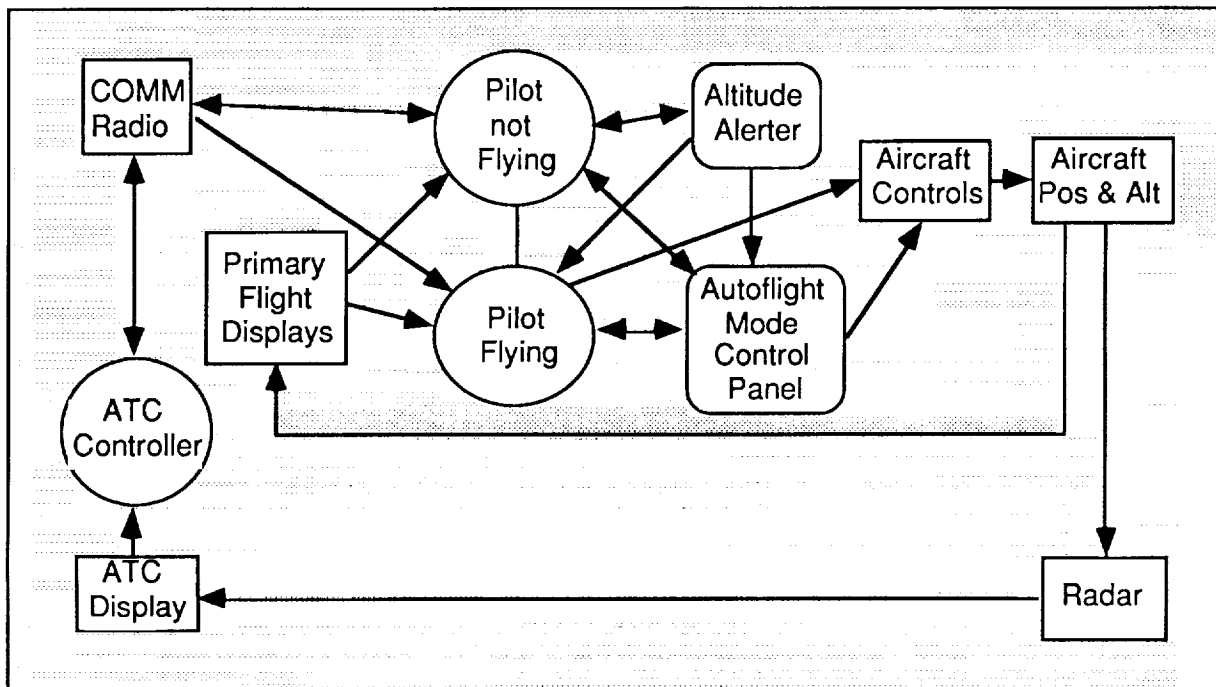 COMM
Radio
Pilot
not
Flying
Altitude
Alerter
Aircraft
Controls
Aircraft
Pos & Alt
Primary
Flight
Displays
Pilot
Flying
Autoflight
Mode
Control
Panel
ATC
Controller
ATC
Display
Radar